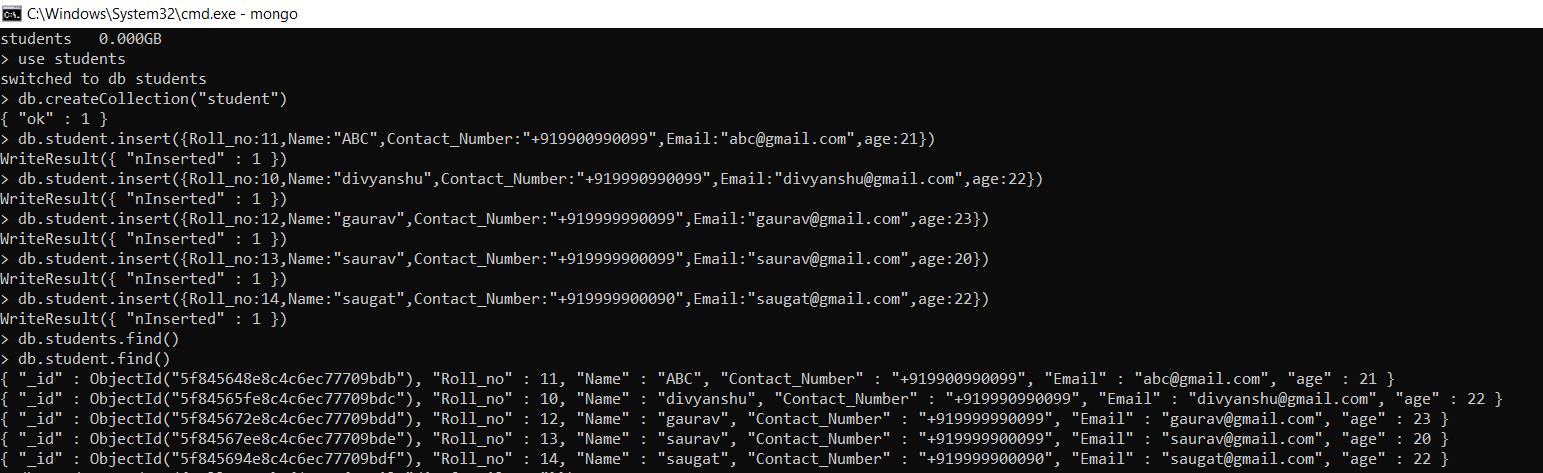 C:\Windows\System32\cmd.exe - mongo
students   0.000GB
> use students
switched to db students
> db.createCollection("student")
{ "ok" : 1 }
> db.student.insert({Roll_no:11,Name:"ABC",Contact_Number:"+919900990099",Email:"abc@gmail.com",age:21})
WriteResult({ "nInserted" : 1 })
> db.student.insert({Roll_no:10,Name:"divyanshu",Contact_Number:"+919990990099",Email:"divyanshu@gmail.com",age:22})
WriteResult({ "nInserted" : 1 })
> db.student.insert({Roll_no:12,Name:"gaurav",Contact_Number:"+919999990099",Email:"gaurav@gmail.com",age:23})
WriteResult({ "nInserted" : 1 })
> db.student.insert({Roll_no:13,Name:"saurav",Contact_Number:"+919999900099",Email:"saurav@gmail.com",age:20})
WriteResult({ "nInserted" : 1 })
> db.student.insert({Roll_no:14,Name:"saugat",Contact_Number:"+919999900090",Email:"saugat@gmail.com",age:22})
WriteResult({ "nInserted" : 1 })
> db.students.find()
> db.student.find()
{ "_id" : ObjectId("5f845648e8c4c6ec77709bdb"), "Roll_no" : 11, "Name" : "ABC", "Contact_Number" : "+919900990099", "Email" : "abc@gmail.com", "age" : 21 }
{ "_id" : ObjectId("5f84565fe8c4c6ec77709bdc"), "Roll_no" : 10, "Name" : "divyanshu", "Contact_Number" : "+919990990099", "Email" : "divyanshu@gmail.com", "age" : 22 }
{ "_id" : ObjectId("5f845672e8c4c6ec77709bdd"), "Roll_no" : 12, "Name" : "gaurav", "Contact_Number" : "+919999990099", "Email" : "gaurav@gmail.com", "age" : 23 }
{ "_id" : ObjectId("5f84567ee8c4c6ec77709bde"), "Roll_no" : 13, "Name" : "saurav", "Contact_Number" : "+919999900099", "Email" : "saurav@gmail.com", "age" : 20 }
{ "_id" : ObjectId("5f845694e8c4c6ec77709bdf"), "Roll_no" : 14, "Name" : "saugat", "Contact_Number" : "+919999900090", "Email" : "saugat@gmail.com", "age" : 22 }